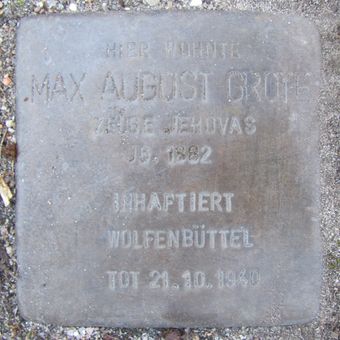 HIER WOHNTE
MAX AUGUST GROTE
ZEUGE JEHOVAS
JG. 1882
INHAFTIERT
WOLFENBÜTTEL
TOT 21.10.1940